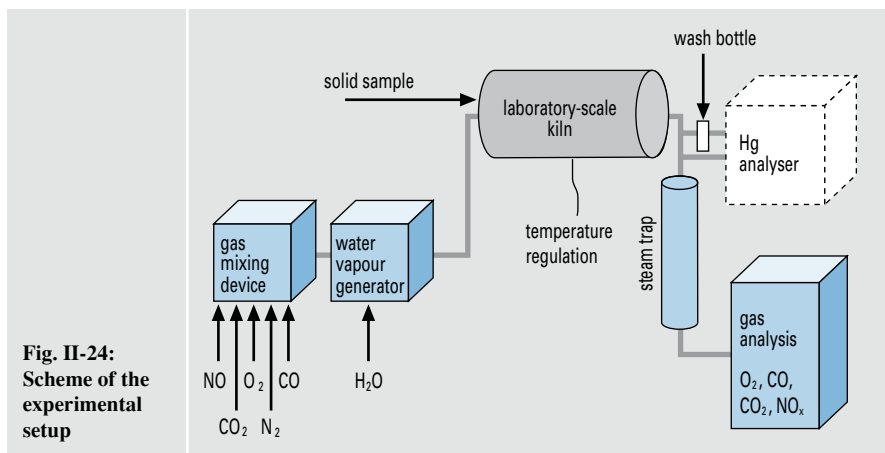 wash bottle
solid sample
laboratory-scale
kiln
Hg
analyser
temperature
regulation
steam trap
gas
mixing
device
water
vapour
generator
gas
analysis
O₂, CO,
CO₂, NOₓ
NO
O₂
CO
H₂O
CO₂
N₂
Fig. II-24:
Scheme of the
experimental
setup